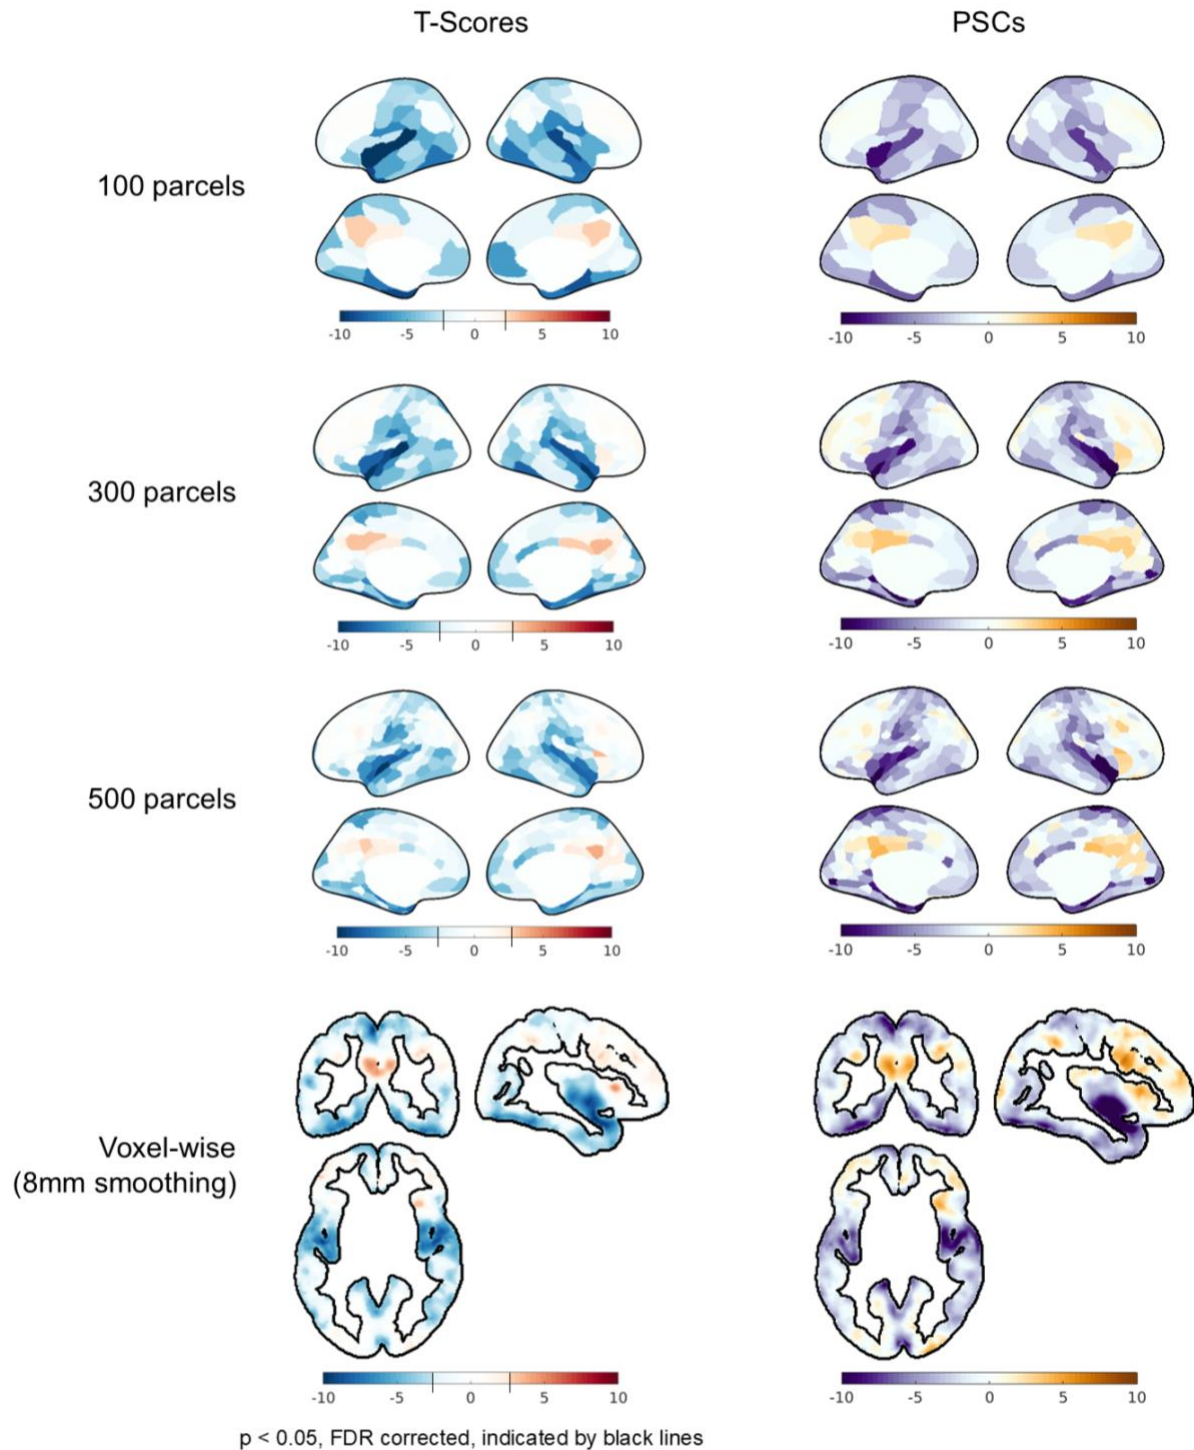 T-Scores PSCs
100 parcels
-10 -5 0 5 10 -10 -5 0 5 10
300 parcels
-10 -5 0 5 10 -10 -5 0 5 10
500 parcels
-10 -5 0 5 10 -10 -5 0 5 10
Voxel-wise
(8mm smoothing)
-10 -5 0 5 10 -10 -5 0 5 10
p < 0.05, FDR corrected, indicated by black lines